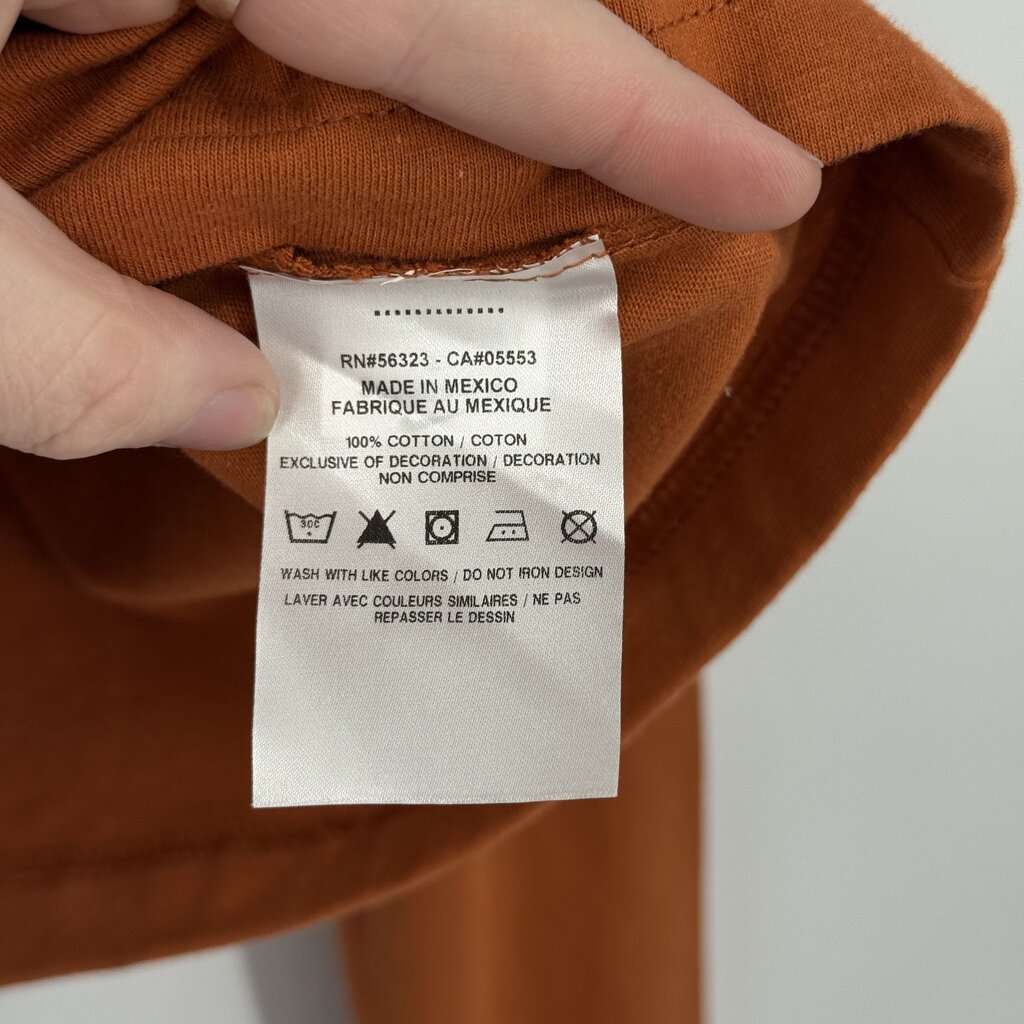 RN#56323 - CA#05553
MADE IN MEXICO
FABRIQUE AU MEXIQUE
100% COTTON / COTON
EXCLUSIVE OF DECORATION / DECORATION
NON COMPRISE
30C
WASH WITH LIKE COLORS / DO NOT IRON DESIGN
LAVER AVEC COULEURS SIMILAIRES / NE PAS
REPASSER LE DESSIN